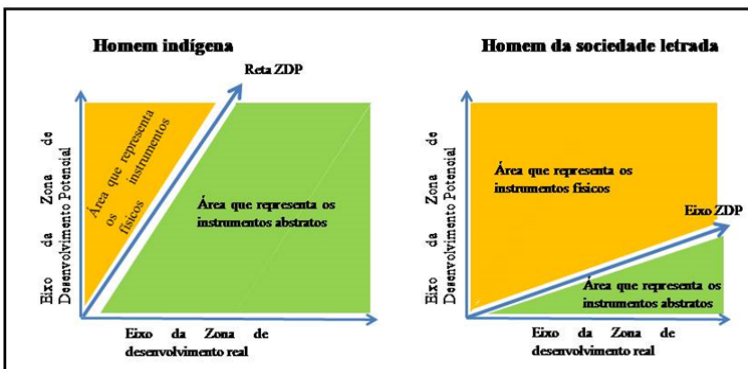 Homem indígena
Reta ZDP
Eixo da Zona de
Desenvolvimento Potencial
Área que representa
os instrumentos
físicos
Área que representa os
instrumentos abstratos
Eixo da Zona de
desenvolvimento real
Homem da sociedade letrada
Eixo da Zona de
Desenvolvimento Potencial
Área que representa os
instrumentos físicos
Eixo ZDP
Área que representa os
instrumentos abstratos
Eixo da Zona de
desenvolvimento real